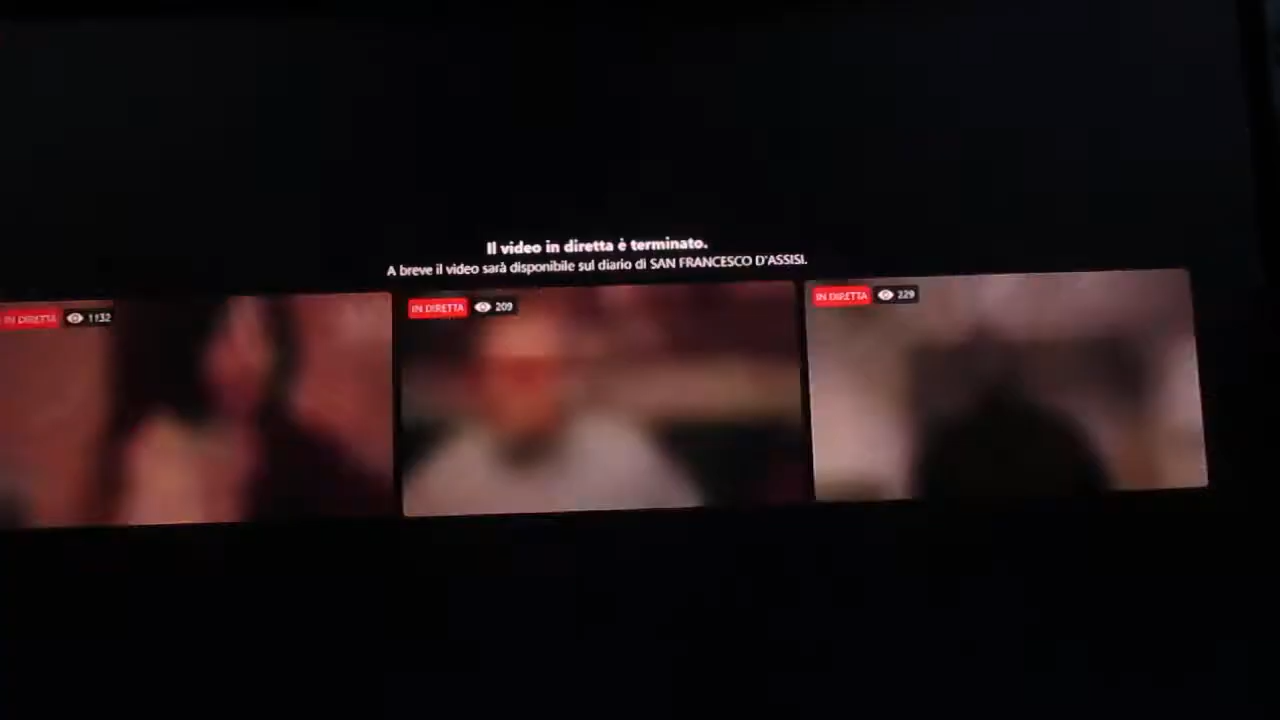 Il video in diretta è terminato.
A breve il video sarà disponibile sul diario di SAN FRANCESCO D'ASSISI.
IN DIRETTA 1132
IN DIRETTA 209
IN DIRETTA 229